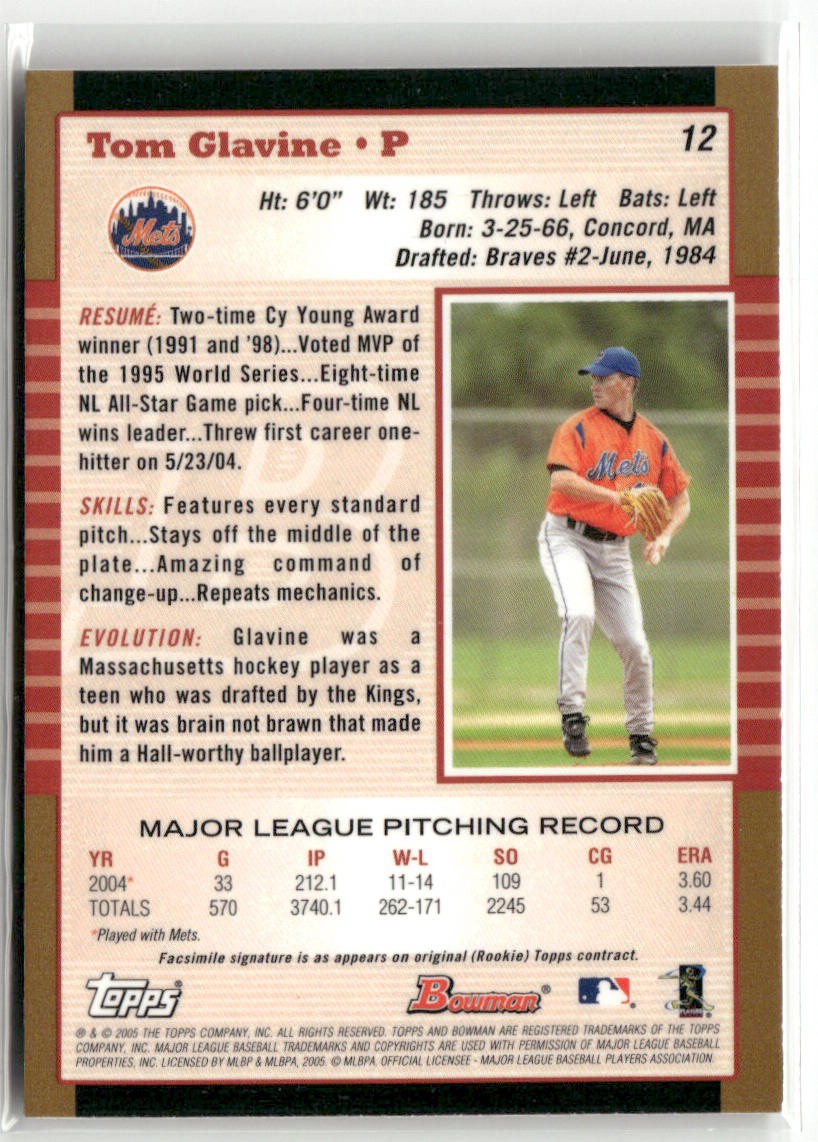 Tom Glavine • P
12
Mets
Ht: 6'0" Wt: 185 Throws: Left Bats: Left
Born: 3-25-66, Concord, MA
Drafted: Braves #2-June, 1984
RESUMÉ: Two-time Cy Young Award
winner (1991 and '98)...Voted MVP of
the 1995 World Series...Eight-time
NL All-Star Game pick...Four-time NL
wins leader...Threw first career one-
hitter on 5/23/04.
SKILLS: Features every standard
pitch...Stays off the middle of the
plate...Amazing command of
change-up...Repeats mechanics.
EVOLUTION: Glavine was a
Massachusetts hockey player as a
teen who was drafted by the Kings,
but it was brain not brawn that made
him a Hall-worthy ballplayer.
Mets
MAJOR LEAGUE PITCHING RECORD
YR G IP W-L SO CG ERA
2004* 33 212.1 11-14 109 1 3.60
TOTALS 570 3740.1 262-171 2245 53 3.44
*Played with Mets.
Facsimile signature is as appears on original (Rookie) Topps contract.
Topps® Bowman®
® & © 2005 THE TOPPS COMPANY, INC. ALL RIGHTS RESERVED. TOPPS AND BOWMAN ARE REGISTERED TRADEMARKS OF THE TOPPS
COMPANY, INC. MAJOR LEAGUE BASEBALL TRADEMARKS AND COPYRIGHTS ARE USED WITH PERMISSION OF MAJOR LEAGUE BASEBALL
PROPERTIES, INC. LICENSED BY MLBP & MLBPA, 2005. © MLBPA. OFFICIAL LICENSEE - MAJOR LEAGUE BASEBALL PLAYERS ASSOCIATION.